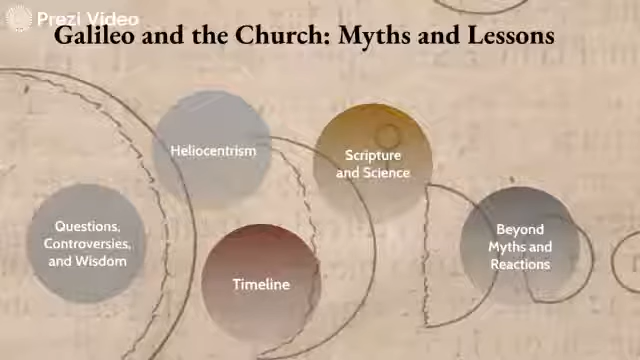 Prezi Video
Galileo and the Church: Myths and Lessons
Heliocentrism
Scripture
and Science
Questions,
Controversies,
and Wisdom
Beyond
Myths and
Reactions
Timeline